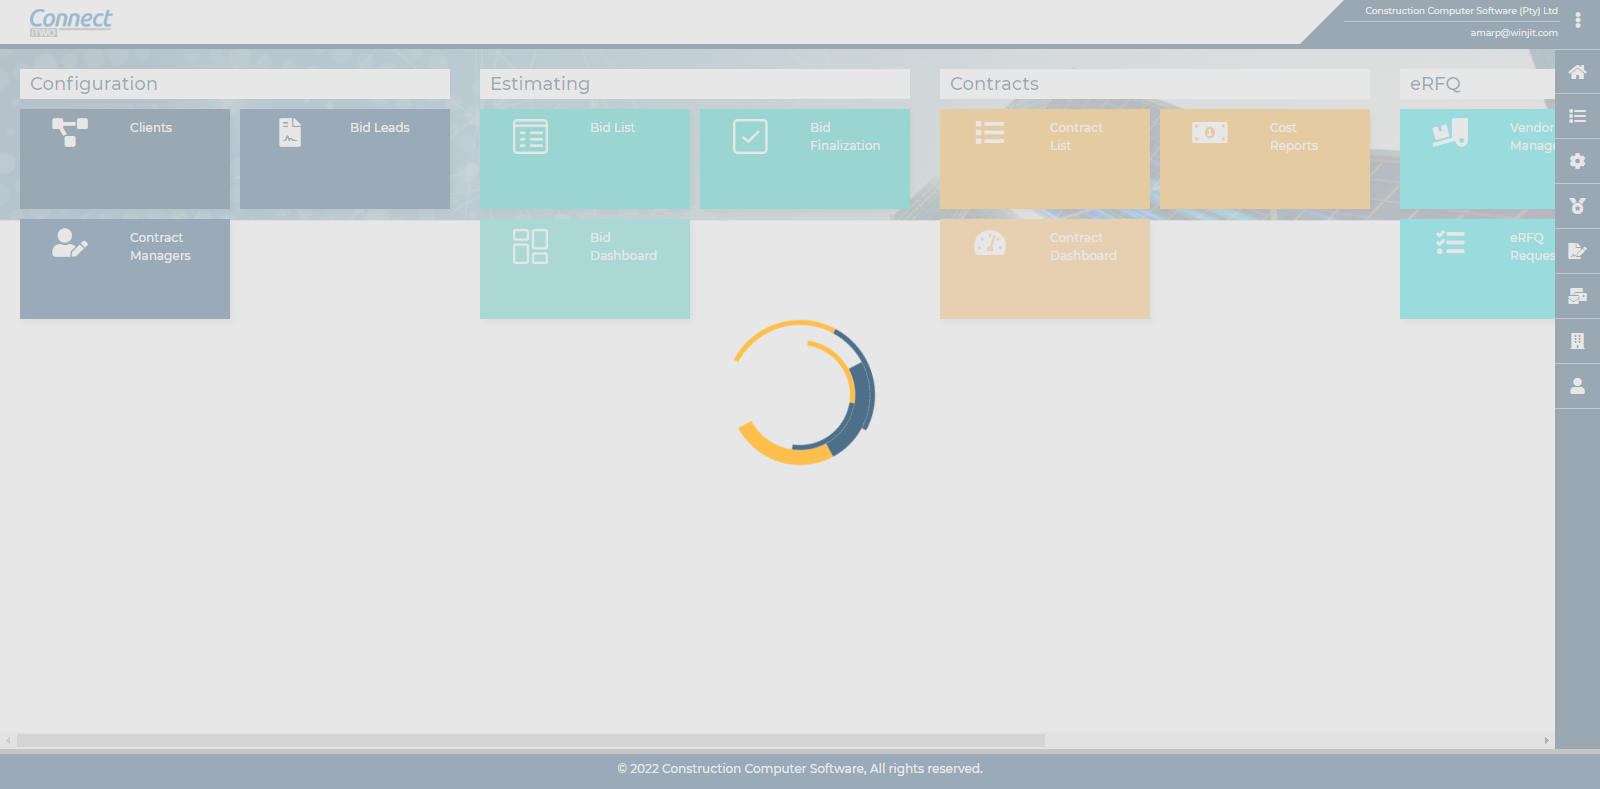 Connect
iTWO
Construction Computer Software (Pty) Ltd
amarp@winjit.com
Configuration
Clients
Bid Leads
Contract
Managers
Estimating
Bid List
Bid
Finalization
Bid
Dashboard
Contracts
Contract
List
Cost
Reports
Contract
Dashboard
eRFQ
Vendor
Manage
eRFQ
Reques
© 2022 Construction Computer Software, All rights reserved.